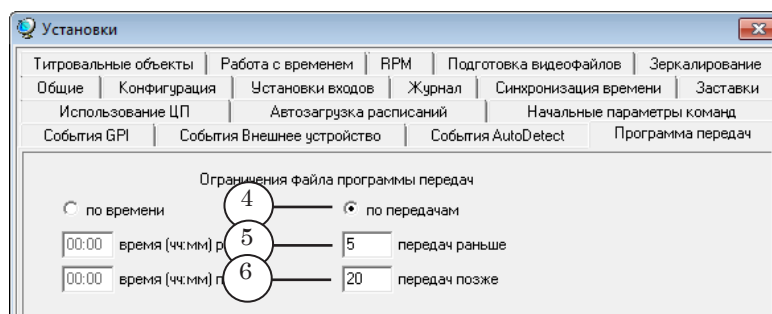 Установки
Титровальные объекты Работа с временем RPM Подготовка видеофайлов Зеркалирование
Общие Конфигурация Установки входов Журнал Синхронизация времени Заставки
Использование ЦП Автозагрузка расписаний Начальные параметры команд
События GPI События Внешнее устройство События AutoDetect Программа передач
Ограничения файла программы передач
по времени 4 по передачам
00:00 время (чч:мм) р 5 5 передач раньше
00:00 время (чч:мм) п 6 20 передач позже